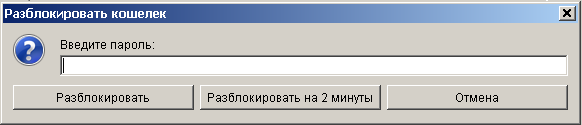 Разблокировать кошелек
Введите пароль:
Разблокировать Разблокировать на 2 минуты Отмена